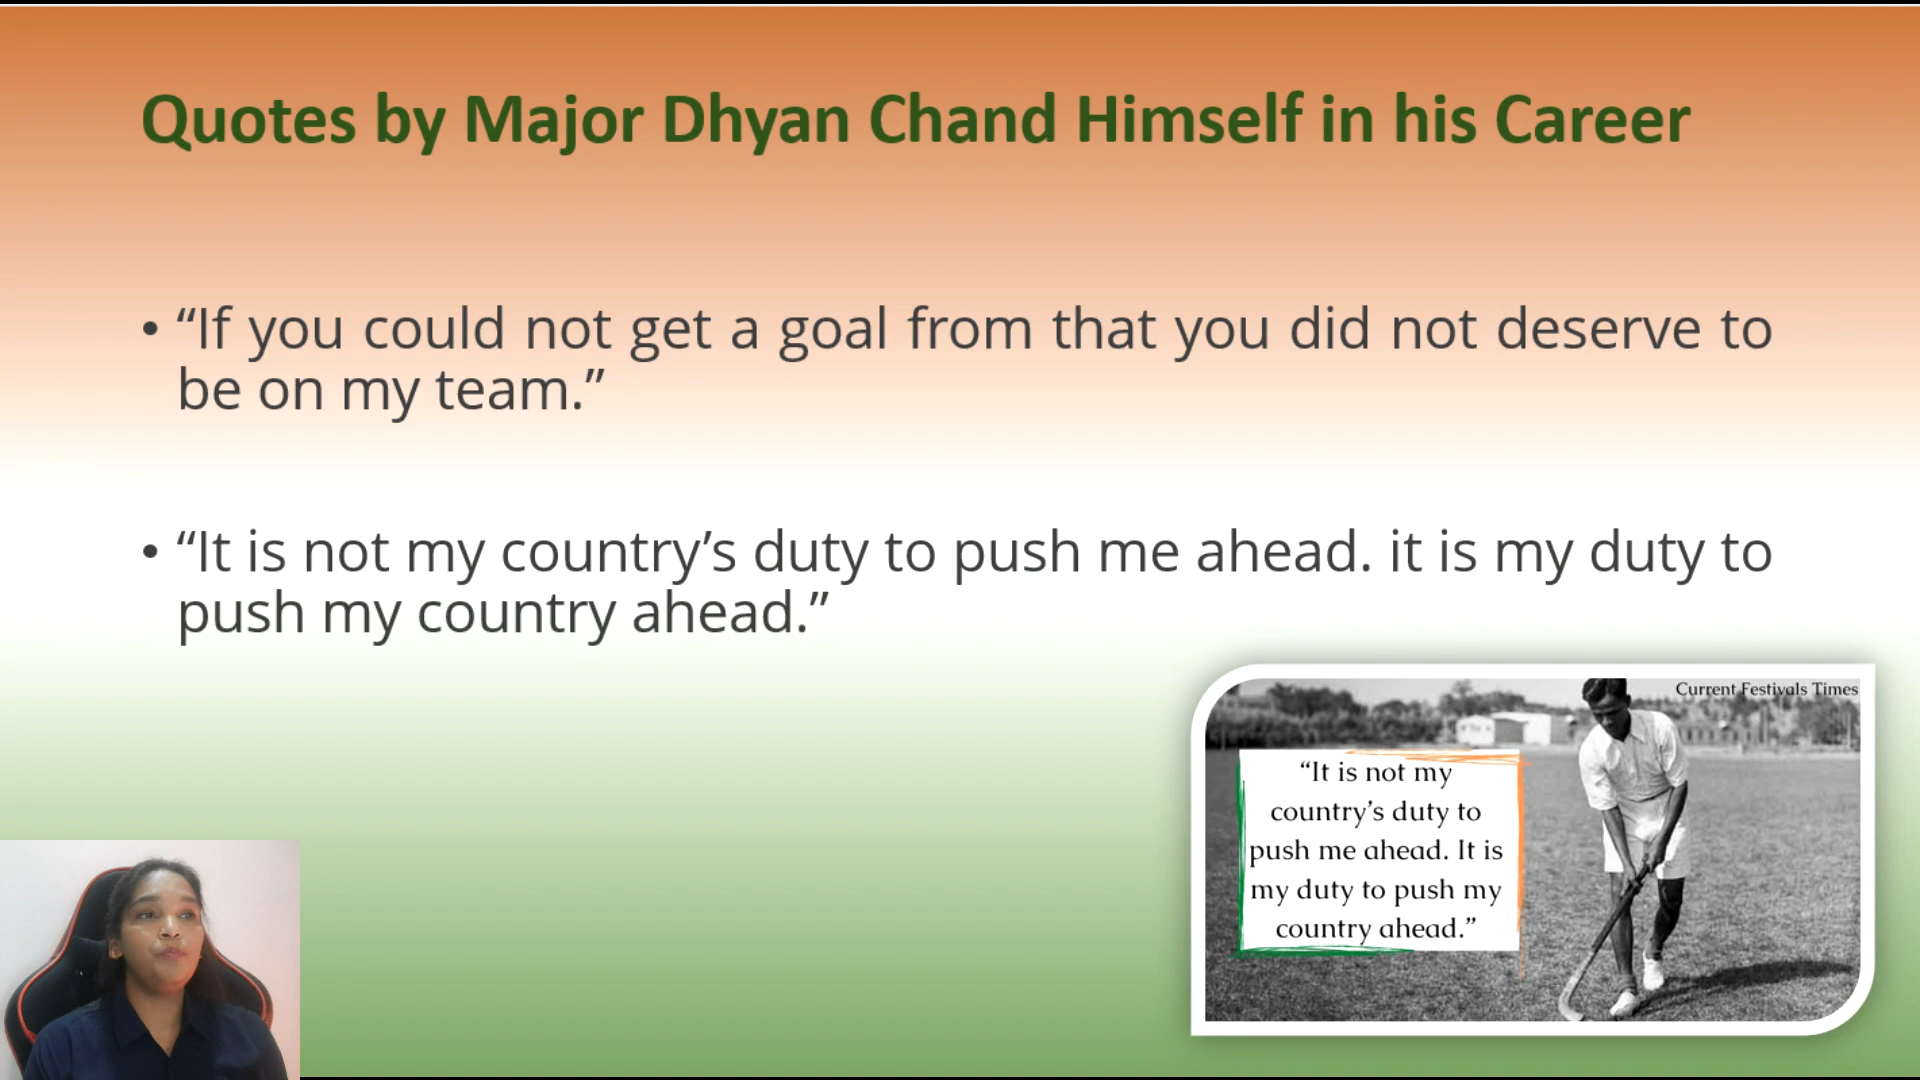 Quotes by Major Dhyan Chand Himself in his Career
• “If you could not get a goal from that you did not deserve to
be on my team.”
• “It is not my country’s duty to push me ahead. it is my duty to
push my country ahead.”
Current Festivals Times
“It is not my
country’s duty to
push me ahead. It is
my duty to push my
country ahead.”